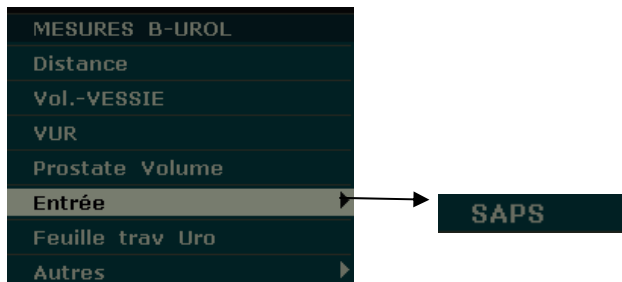 MESURES B-UROL
Distance
Vol.-VESSIE
VUR
Prostate Volume
Entrée
SAPS
Feuille trav Uro
Autres